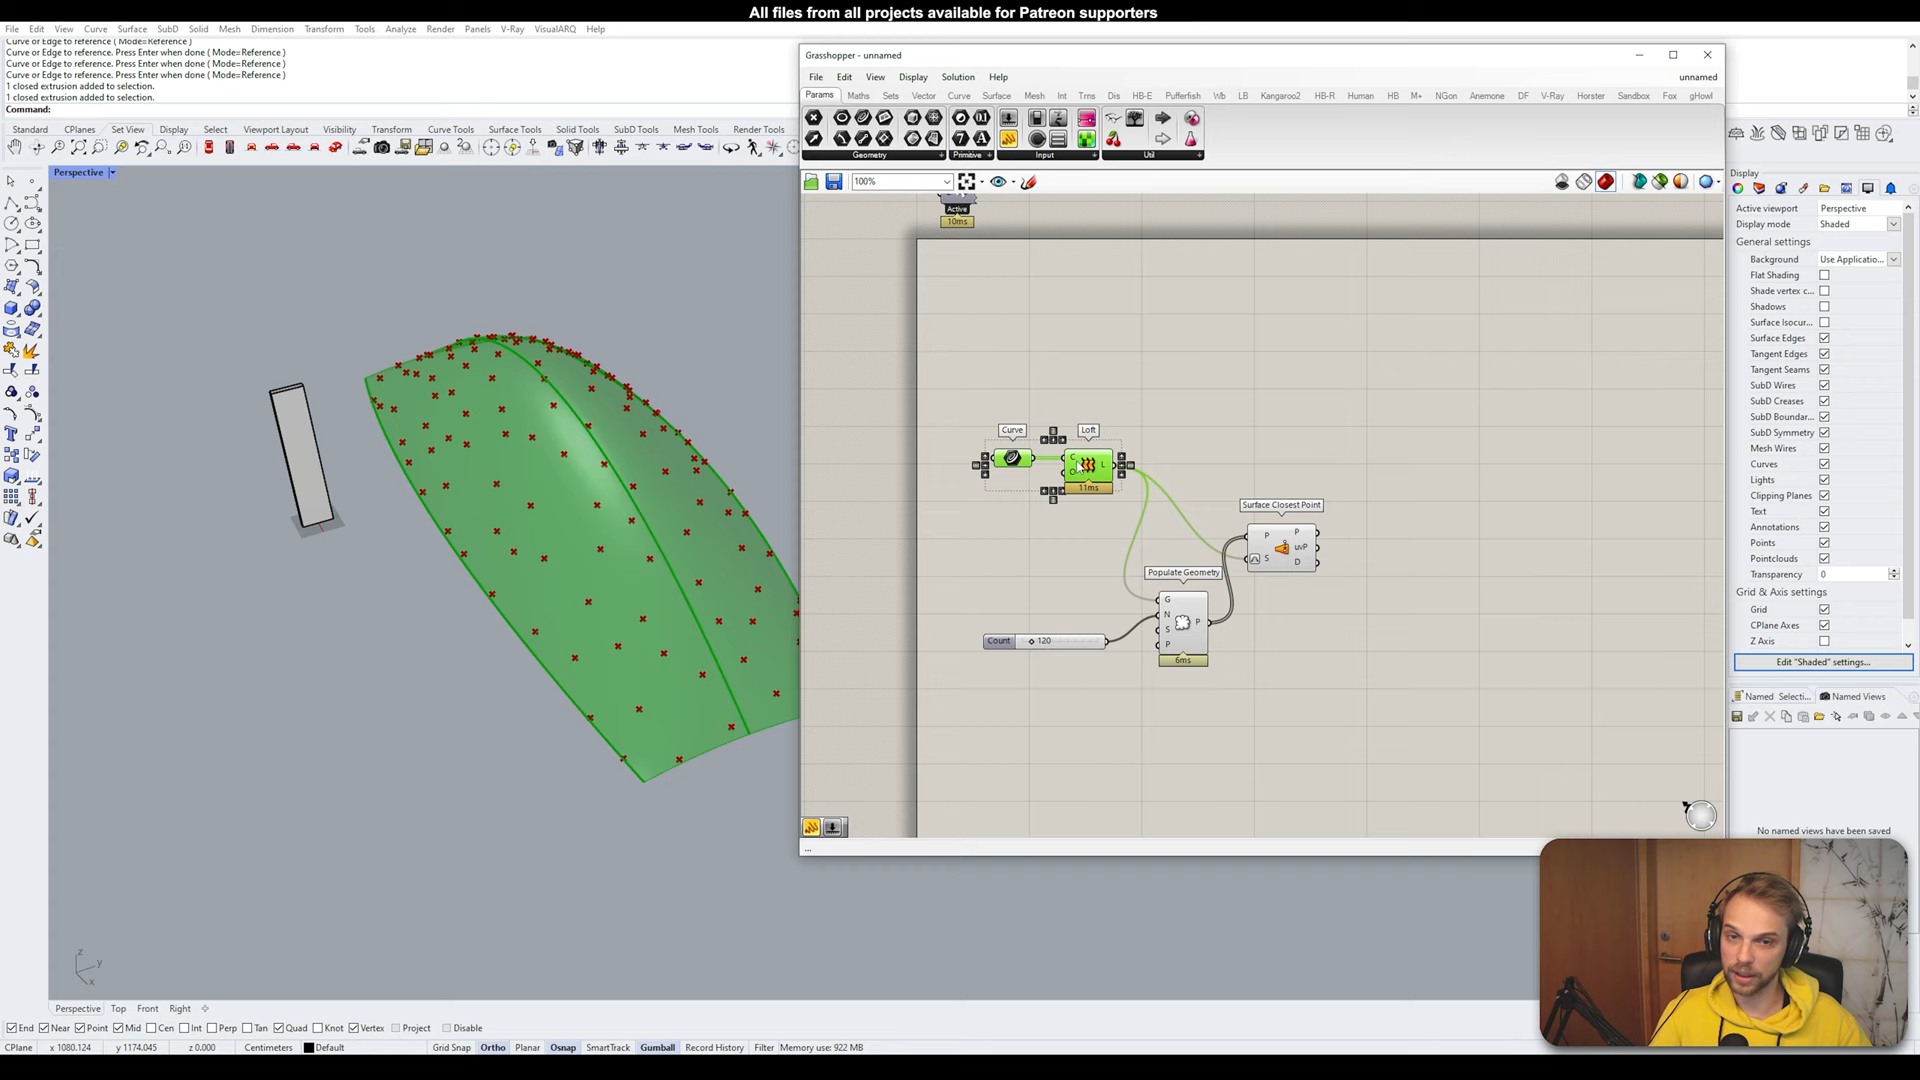 All files from all projects available for Patreon supporters
File Edit View Curve Surface SubD Solid Mesh Dimension Transform Tools Analyze Render Panels V-Ray VisualARQ Help
Curve or Edge to reference ( Mode=Reference )
Curve or Edge to reference. Press Enter when done ( Mode=Reference )
Curve or Edge to reference. Press Enter when done ( Mode=Reference )
Curve or Edge to reference. Press Enter when done ( Mode=Reference )
1 closed extrusion added to selection.
1 closed extrusion added to selection.
Command:
Standard CPlanes Set View Display Select Viewport Layout Visibility Transform Curve Tools Surface Tools Solid Tools SubD Tools Mesh Tools Render Tools
Perspective
Grasshopper - unnamed
File Edit View Display Solution Help
unnamed
Params Maths Sets Vector Curve Surface Mesh Int Trns Dis HB-E Pufferfish Wb LB Kangaroo2 HB-R Human HB M+ NGon Anemone DF V-Ray Horster Sandbox Fox gHowl
Geometry Primitive Input Util
100%
Active
10ms
Curve
Loft
C
O
L
11ms
Surface Closest Point
P
S
P
uvP
D
Populate Geometry
G
N
S
P
P
6ms
Count 120
...
Display
Active viewport Perspective
Display mode Shaded
General settings
Background Use Applicatio...
Flat Shading
Shade vertex c...
Shadows
Surface Isocur...
Surface Edges
Tangent Edges
Tangent Seams
SubD Wires
SubD Creases
SubD Boundar...
SubD Symmetry
Mesh Wires
Curves
Lights
Clipping Planes
Text
Annotations
Points
Pointclouds
Transparency 0
Grid & Axis settings
Grid
CPlane Axes
Z Axis
Edit "Shaded" settings...
Named Selecti... Named Views
No named views have been saved
z
y
x
Perspective Top Front Right
End Near Point Mid Cen Int Perp Tan Quad Knot Vertex Project Disable
CPlane x 1080.124 y 1174.045 z 0.000 Centimeters Default Grid Snap Ortho Planar Osnap SmartTrack Gumball Record History Filter Memory use: 922 MB